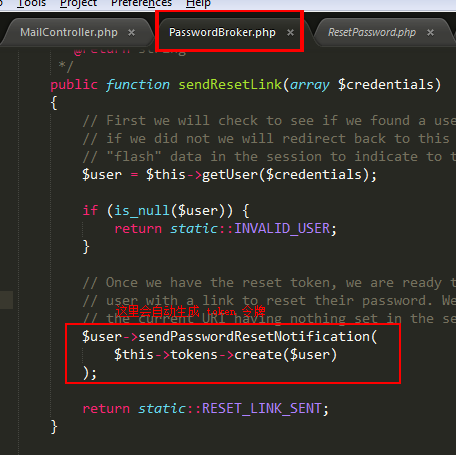 Tools Project Preferences Help
MailController.php × PasswordBroker.php × ResetPassword.php ×
@return string
*/
public function sendResetLink(array $credentials)
{
// First we will check to see if we found a use
// if we did not we will redirect back to this
// "flash" data in the session to indicate to t
$user = $this->getUser($credentials);
if (is_null($user)) {
return static::INVALID_USER;
}
// Once we have the reset token, we are ready t
这里会自动生成 token 令牌
// user with a link to reset their password. We
// the current URI having nothing set in the se
$user->sendPasswordResetNotification(
$this->tokens->create($user)
);
return static::RESET_LINK_SENT;
}